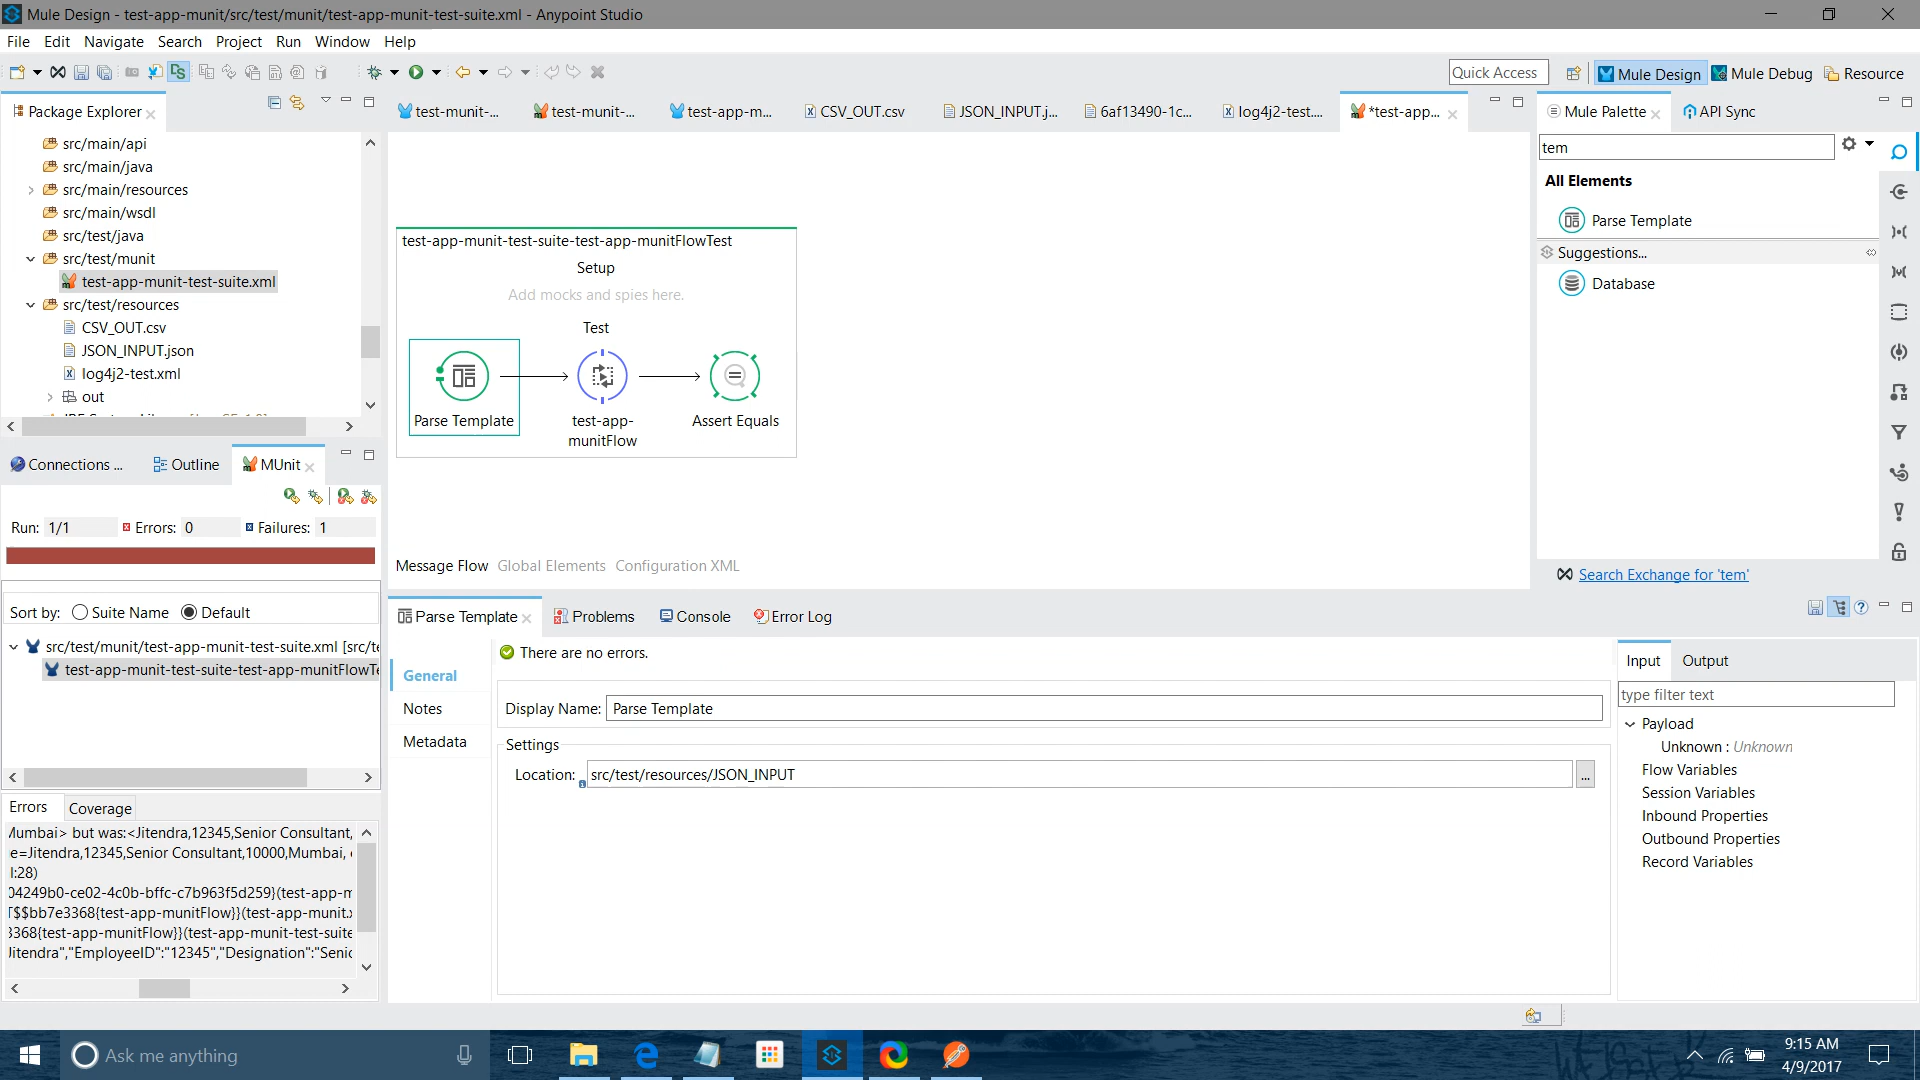 Mule Design - test-app-munit/src/test/munit/test-app-munit-test-suite.xml - Anypoint Studio
File Edit Navigate Search Project Run Window Help
Quick Access
Mule Design Mule Debug Resource
Package Explorer
src/main/api
src/main/java
src/main/resources
src/main/wsdl
src/test/java
src/test/munit
test-app-munit-test-suite.xml
src/test/resources
CSV_OUT.csv
JSON_INPUT.json
log4j2-test.xml
out
Connections ... Outline MUnit
Run: 1/1 Errors: 0 Failures: 1
Sort by: Suite Name Default
src/test/munit/test-app-munit-test-suite.xml [src/te
test-app-munit-test-suite-test-app-munitFlowTe
Errors Coverage
Mumbai> but was:<Jitendra,12345,Senior Consultant,
e=Jitendra,12345,Senior Consultant,10000,Mumbai,
l:28)
04249b0-ce02-4c0b-bffc-c7b963f5d259}(test-app-m
$$bb7e3368{test-app-munitFlow}}(test-app-munit.x
3368{test-app-munitFlow}}(test-app-munit-test-suite
Jitendra","EmployeeID":"12345","Designation":"Senic
test-munit-... test-munit-... test-app-m... CSV_OUT.csv JSON_INPUT.j... 6af13490-1c... log4j2-test.... *test-app...
test-app-munit-test-suite-test-app-munitFlowTest
Setup
Add mocks and spies here.
Test
Parse Template
test-app-
munitFlow
Assert Equals
Message Flow Global Elements Configuration XML
Mule Palette API Sync
tem
All Elements
Parse Template
Suggestions...
Database
Search Exchange for 'tem'
Parse Template Problems Console Error Log
There are no errors.
General
Notes
Metadata
Display Name: Parse Template
Settings
Location: src/test/resources/JSON_INPUT ...
Input Output
type filter text
Payload
Unknown : Unknown
Flow Variables
Session Variables
Inbound Properties
Outbound Properties
Record Variables
Ask me anything
9:15 AM
4/9/2017